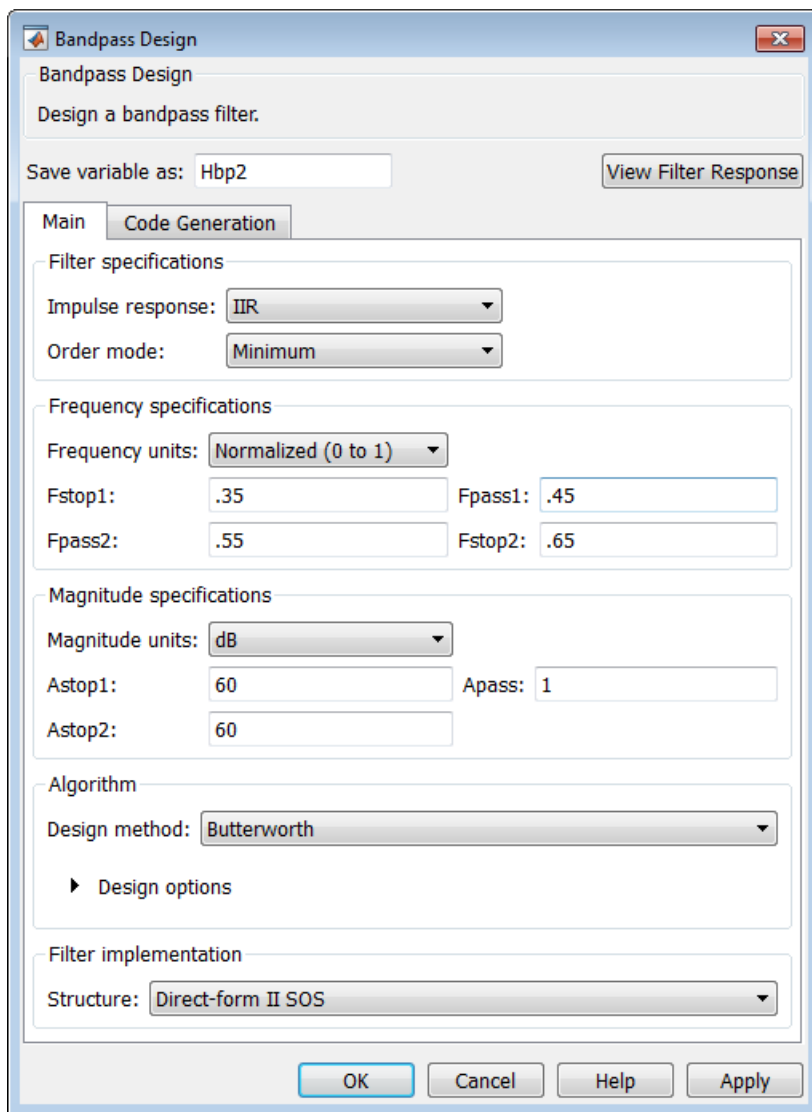 Bandpass Design
Bandpass Design
Design a bandpass filter.
Save variable as: Hbp2 View Filter Response
Main Code Generation
Filter specifications
Impulse response: IIR
Order mode: Minimum
Frequency specifications
Frequency units: Normalized (0 to 1)
Fstop1: .35 Fpass1: .45
Fpass2: .55 Fstop2: .65
Magnitude specifications
Magnitude units: dB
Astop1: 60 Apass: 1
Astop2: 60
Algorithm
Design method: Butterworth
Design options
Filter implementation
Structure: Direct-form II SOS
OK Cancel Help Apply